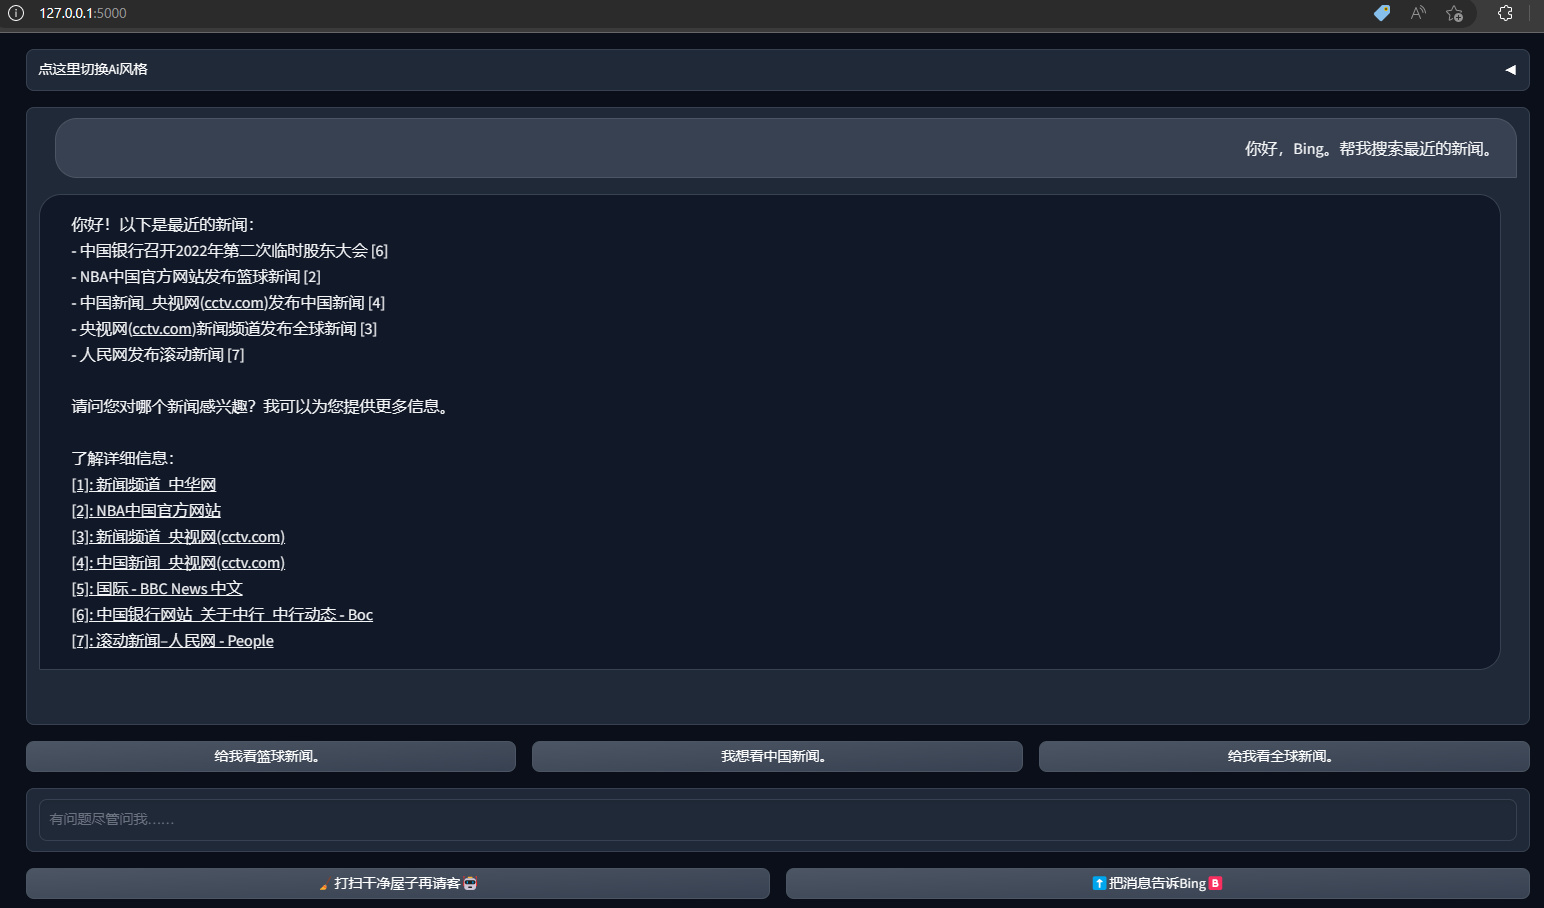 127.0.0.1:5000
点这里切换Ai风格
你好，Bing。帮我搜索最近的新闻。
你好！以下是最近的新闻：
- 中国银行召开2022年第二次临时股东大会 [6]
- NBA中国官方网站发布篮球新闻 [2]
- 中国新闻_央视网(cctv.com)发布中国新闻 [4]
- 央视网(cctv.com)新闻频道发布全球新闻 [3]
- 人民网发布滚动新闻 [7]
请问您对哪个新闻感兴趣？我可以为您提供更多信息。
了解详细信息：
[1]: 新闻频道_中华网
[2]: NBA中国官方网站
[3]: 新闻频道_央视网(cctv.com)
[4]: 中国新闻_央视网(cctv.com)
[5]: 国际 - BBC News 中文
[6]: 中国银行网站_关于中行_中行动态 - Boc
[7]: 滚动新闻–人民网 - People
给我看篮球新闻。
我想看中国新闻。
给我看全球新闻。
有问题尽管问我……
🧹打扫干净屋子再请客🤖
⬆️把消息告诉Bing🅱️